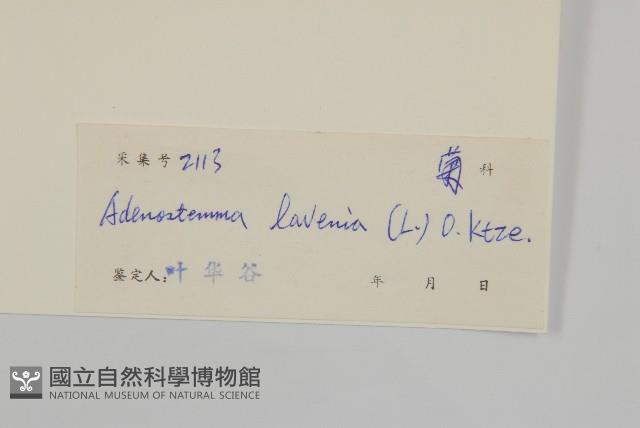 采集号 2113 菊 科
Adenostemma lavenia (L.) O. Ktze.
鉴定人: 叶华谷 年 月 日
國立自然科學博物館
NATIONAL MUSEUM OF NATURAL SCIENCE